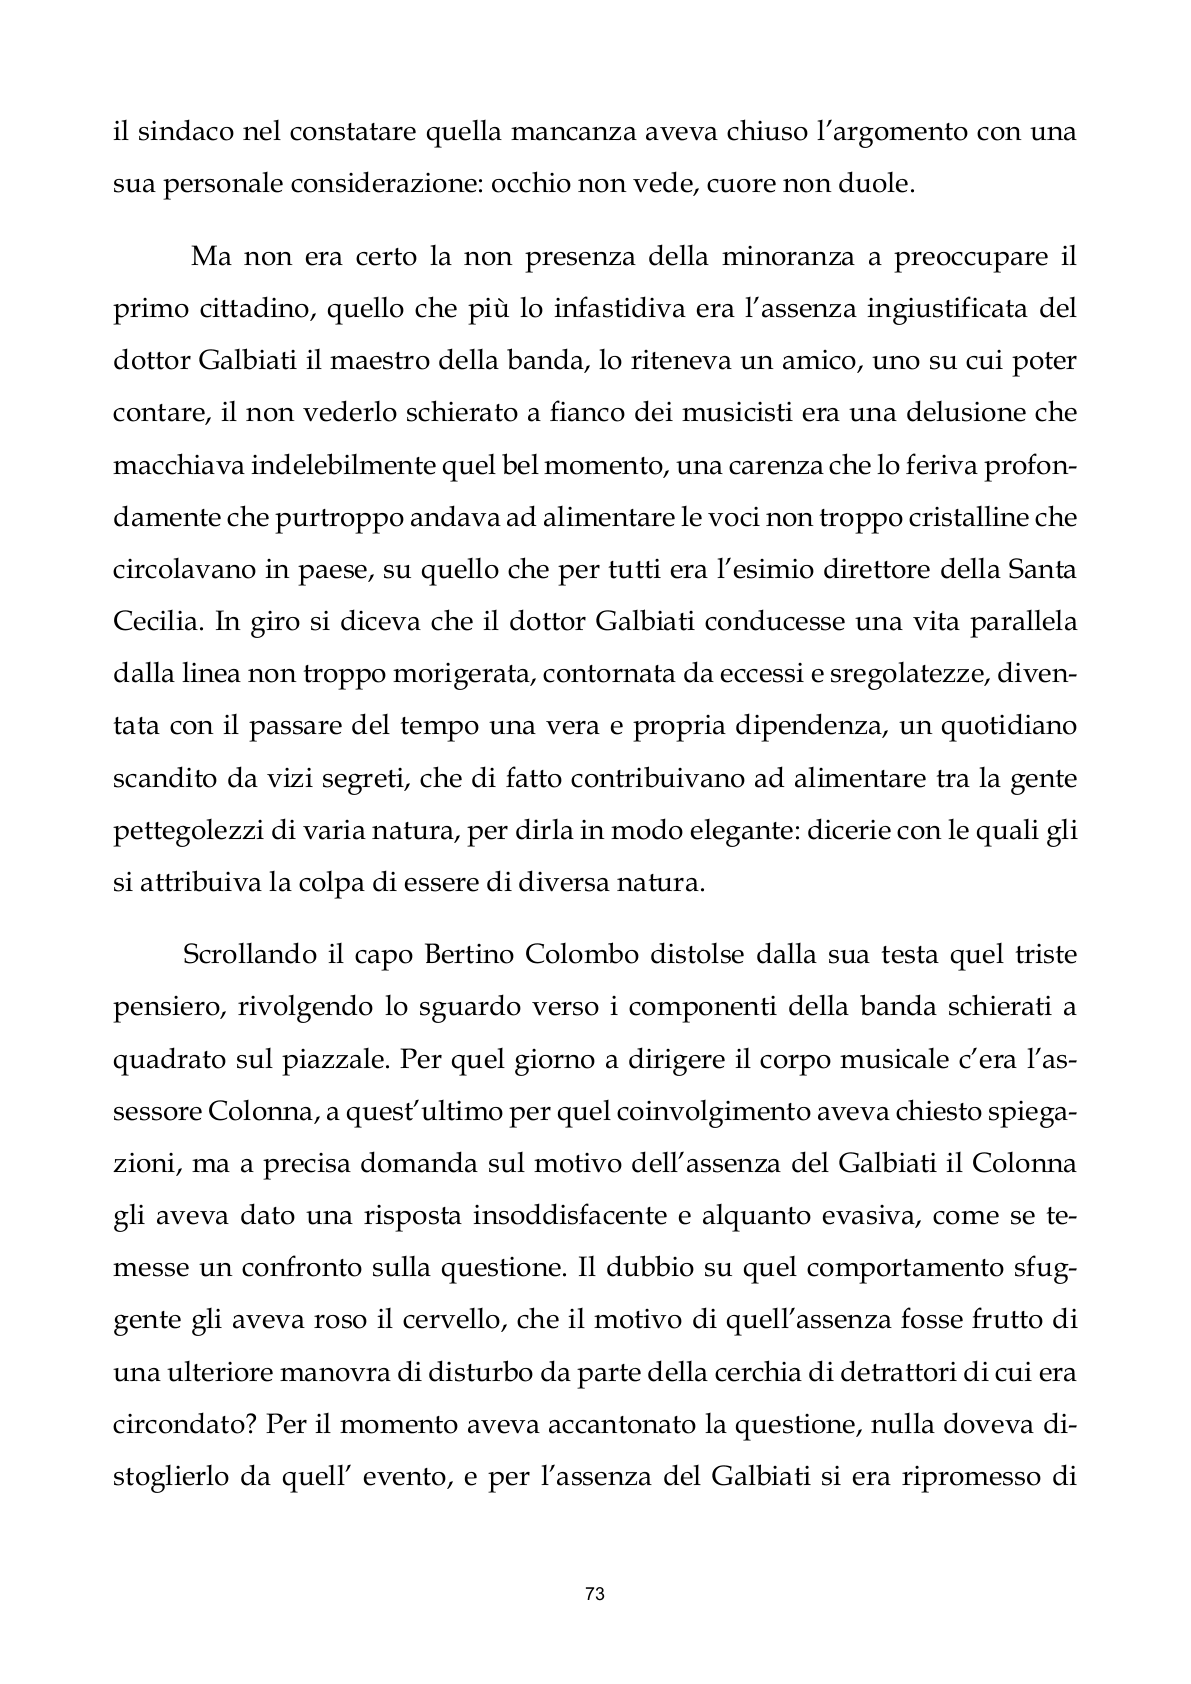 il sindaco nel constatare quella mancanza aveva chiuso l’argomento con una
sua personale considerazione: occhio non vede, cuore non duole.
Ma non era certo la non presenza della minoranza a preoccupare il
primo cittadino, quello che più lo infastidiva era l’assenza ingiustificata del
dottor Galbiati il maestro della banda, lo riteneva un amico, uno su cui poter
contare, il non vederlo schierato a fianco dei musicisti era una delusione che
macchiava indelebilmente quel bel momento, una carenza che lo feriva profon-
damente che purtroppo andava ad alimentare le voci non troppo cristalline che
circolavano in paese, su quello che per tutti era l’esimio direttore della Santa
Cecilia. In giro si diceva che il dottor Galbiati conducesse una vita parallela
dalla linea non troppo morigerata, contornata da eccessi e sregolatezze, diven-
tata con il passare del tempo una vera e propria dipendenza, un quotidiano
scandito da vizi segreti, che di fatto contribuivano ad alimentare tra la gente
pettegolezzi di varia natura, per dirla in modo elegante: dicerie con le quali gli
si attribuiva la colpa di essere di diversa natura.
Scrollando il capo Bertino Colombo distolse dalla sua testa quel triste
pensiero, rivolgendo lo sguardo verso i componenti della banda schierati a
quadrato sul piazzale. Per quel giorno a dirigere il corpo musicale c’era l’as-
sessore Colonna, a quest’ultimo per quel coinvolgimento aveva chiesto spiega-
zioni, ma a precisa domanda sul motivo dell’assenza del Galbiati il Colonna
gli aveva dato una risposta insoddisfacente e alquanto evasiva, come se te-
messe un confronto sulla questione. Il dubbio su quel comportamento sfug-
gente gli aveva roso il cervello, che il motivo di quell’assenza fosse frutto di
una ulteriore manovra di disturbo da parte della cerchia di detrattori di cui era
circondato? Per il momento aveva accantonato la questione, nulla doveva di-
stoglierlo da quell’ evento, e per l’assenza del Galbiati si era ripromesso di
73